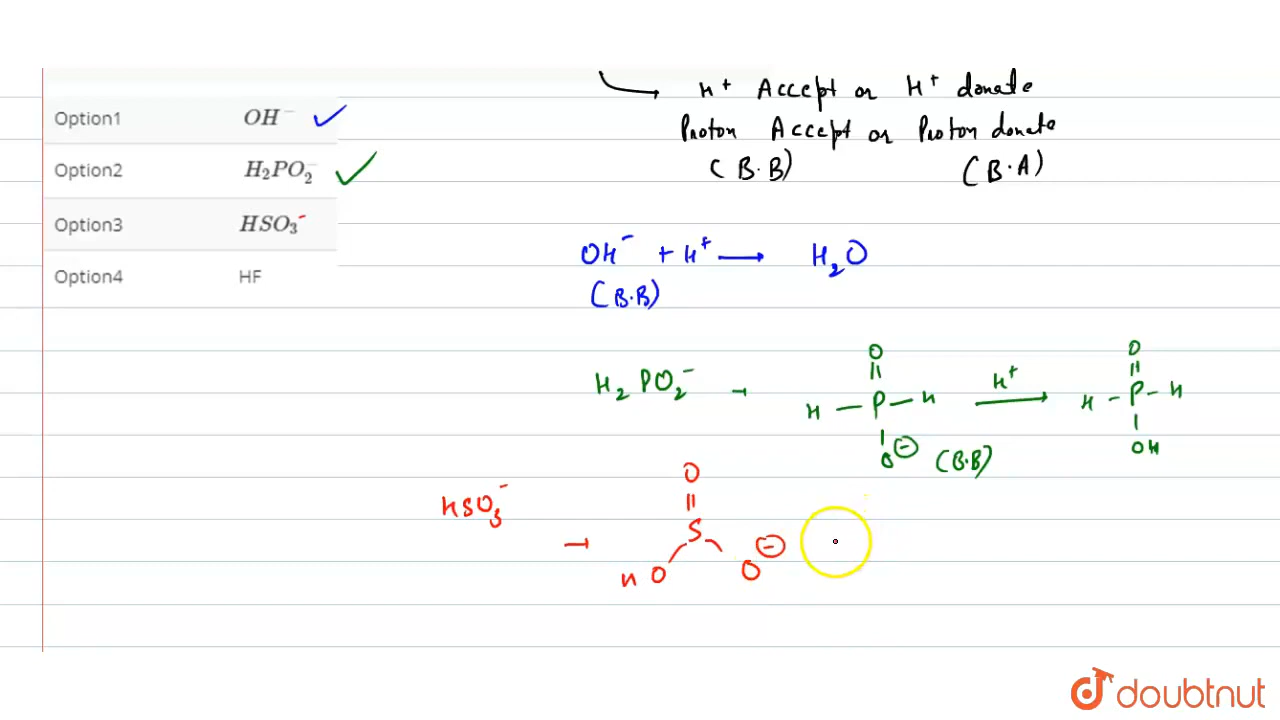 H+ Accept or H+ donate
Proton Accept or Proton donate
(B.B) (B.A)
Option1 OH⁻ ✓
Option2 H₂PO₂⁻ ✓
Option3 HSO₃⁻
Option4 HF
OH⁻ + H+ → H₂O
(B.B)
H₂PO₂⁻ →
O
H — P — H
O ⊖ (B.B)
H+ →
O
H - P - H
OH
HSO₃⁻ →
O
S
HO O ⊖
doubtnut